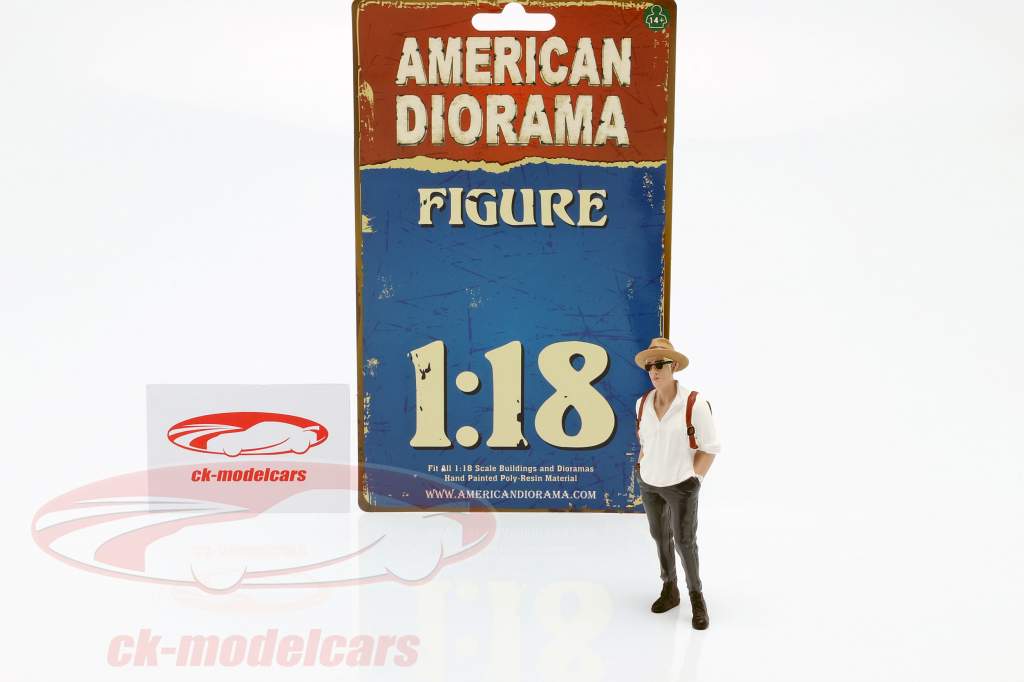 14+
AMERICAN
DIORAMA
FIGURE
1:18
Fit All 1:18 Scale Buildings and Dioramas
Hand Painted Poly-Resin Material
WWW.AMERICANDIORAMA.COM
ck-modelcars
ck-modelcars